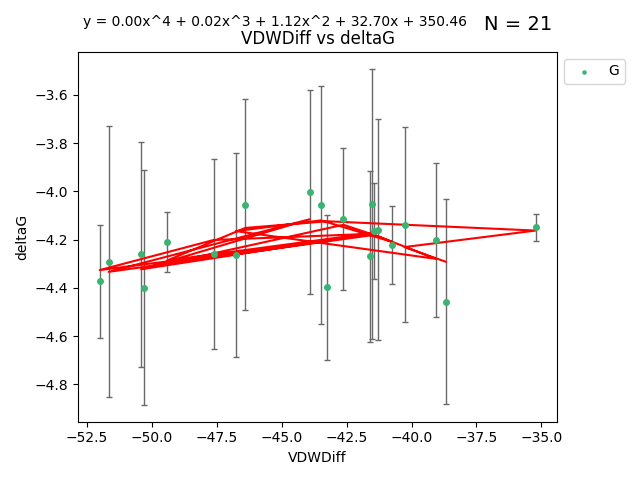 y = 0.00x^4 + 0.02x^3 + 1.12x^2 + 32.70x + 350.46 N = 21
VDWDiff vs deltaG
G
−3.6
−3.8
−4.0
−4.2
−4.4
−4.6
−4.8
deltaG
−52.5 −50.0 −47.5 −45.0 −42.5 −40.0 −37.5 −35.0
VDWDiff